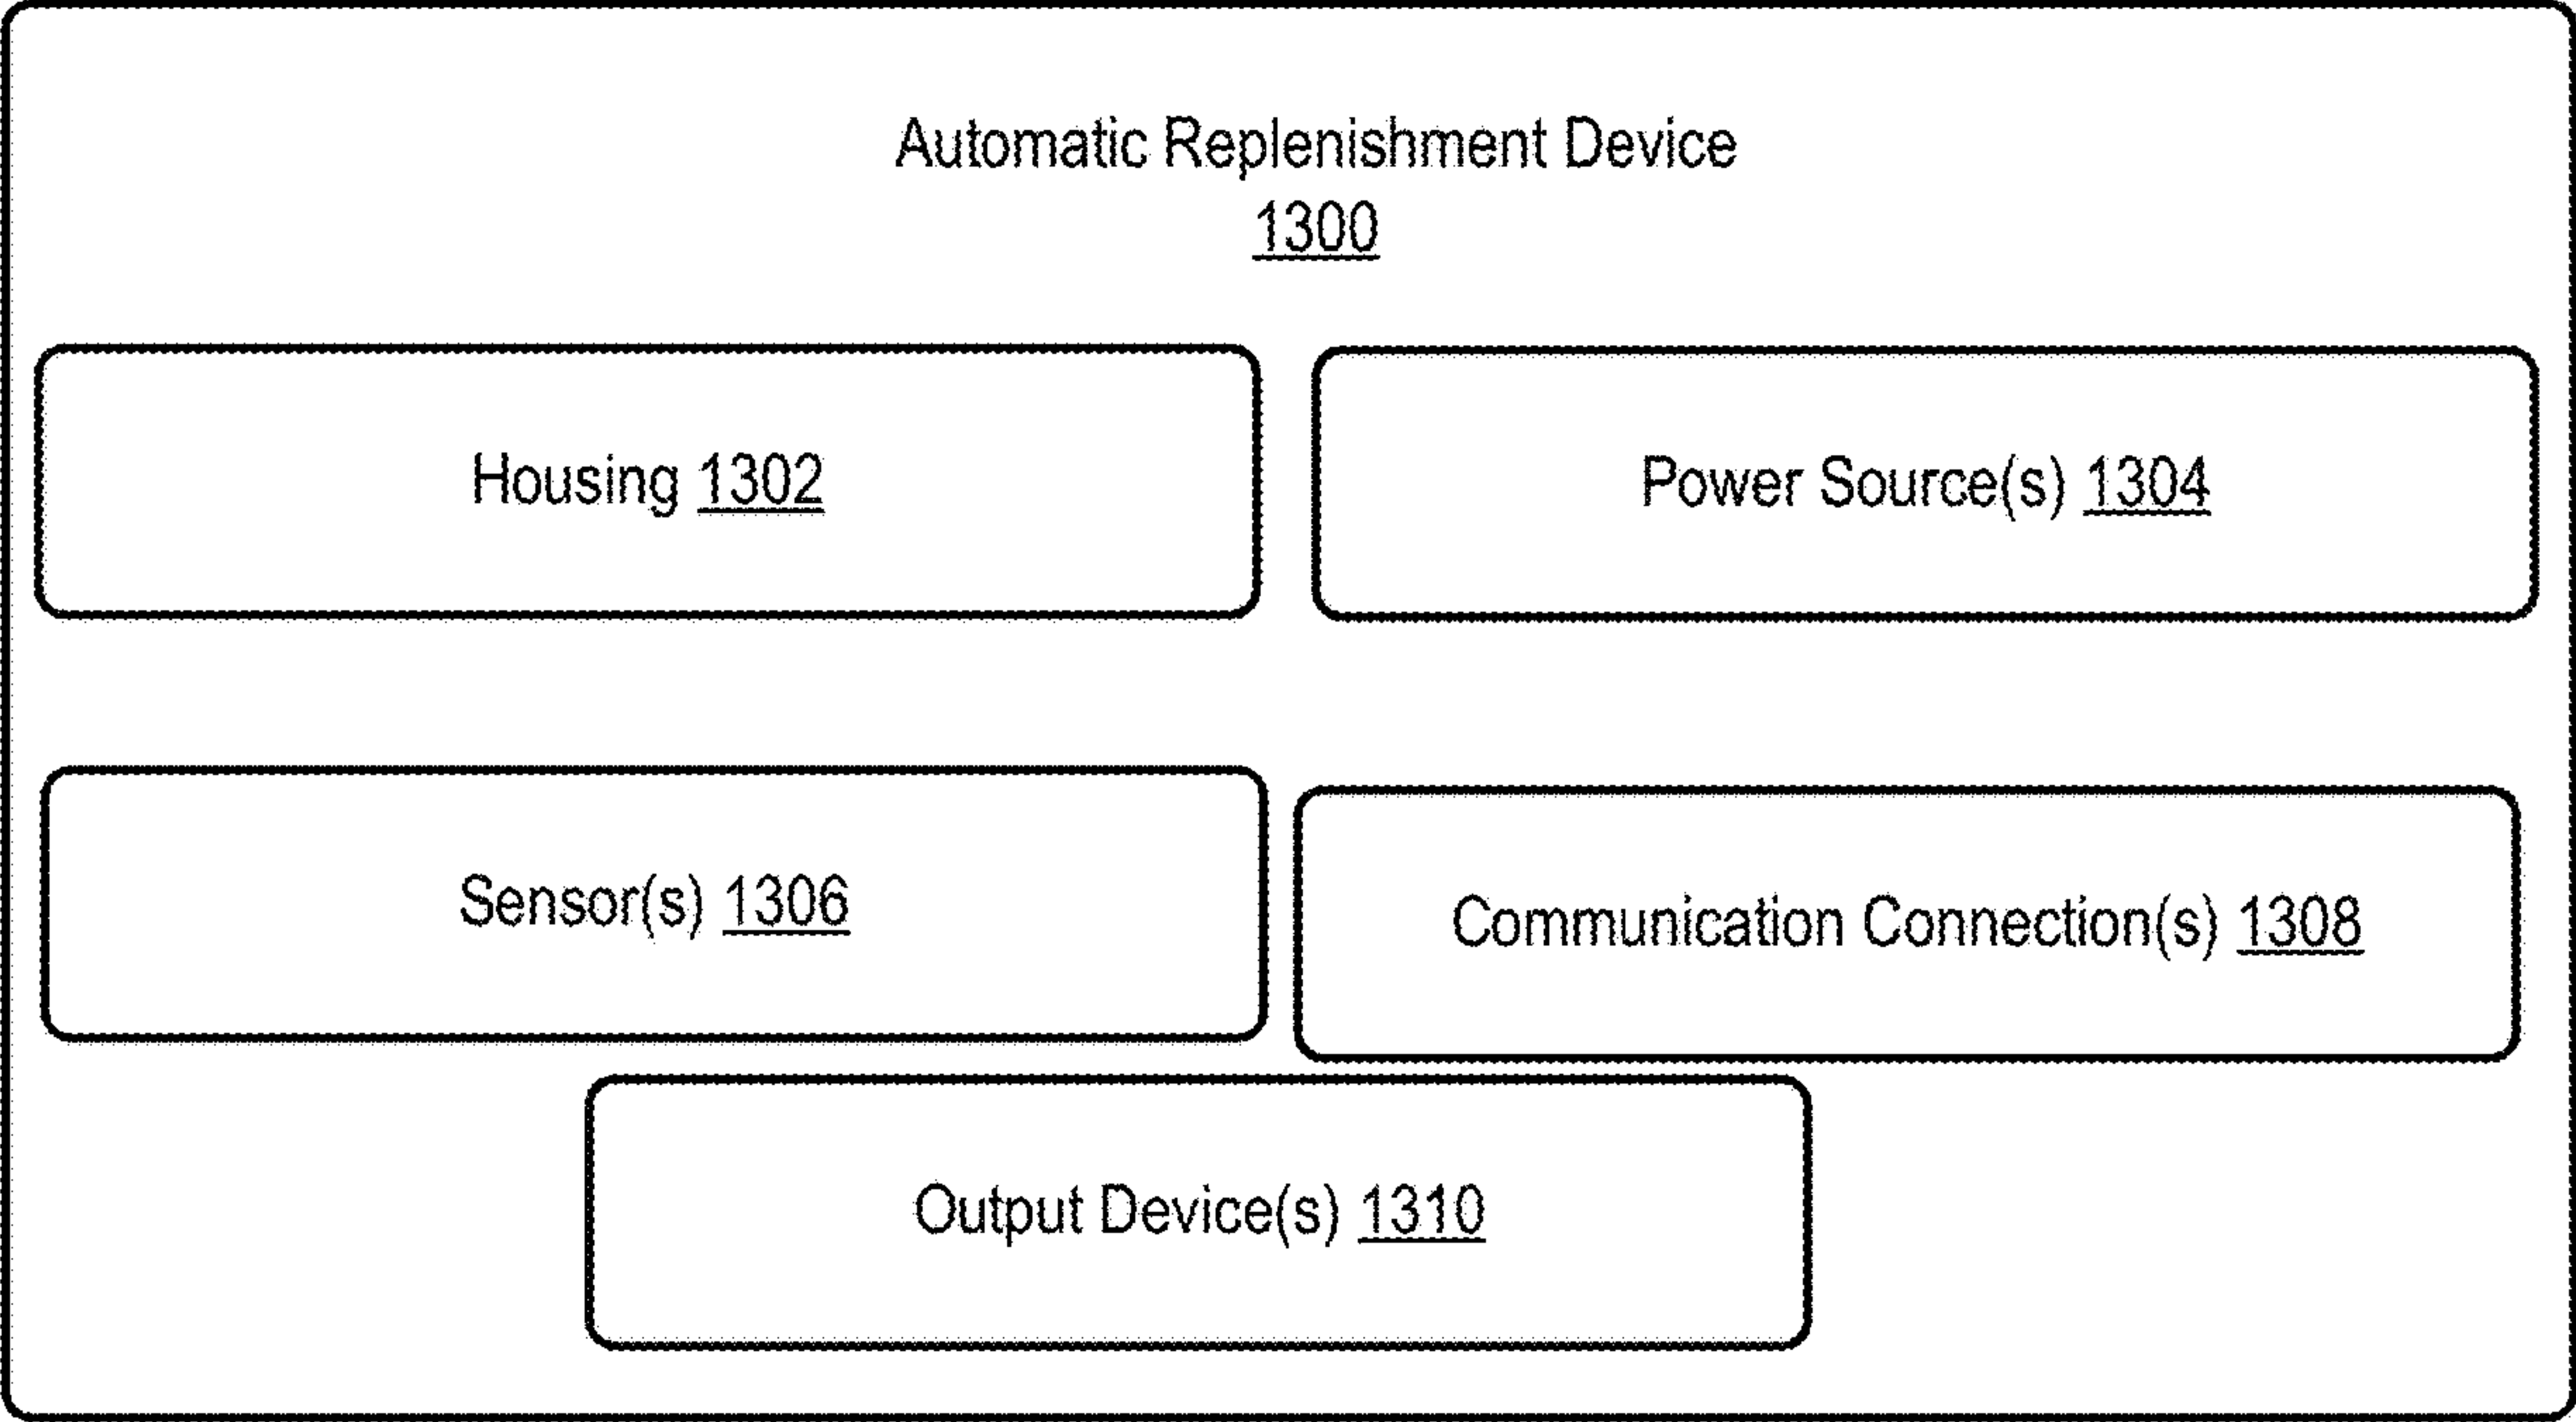 Automatic Replenishment Device
1300
Housing 1302
Power Source(s) 1304
Sensor(s) 1306
Communication Connection(s) 1308
Output Device(s) 1310